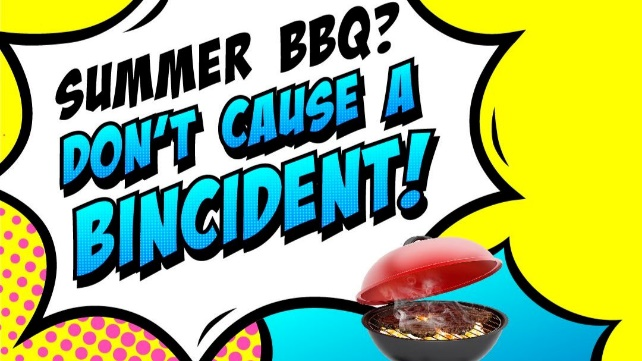 SUMMER BBQ?
DON'T CAUSE A
BINCIDENT!